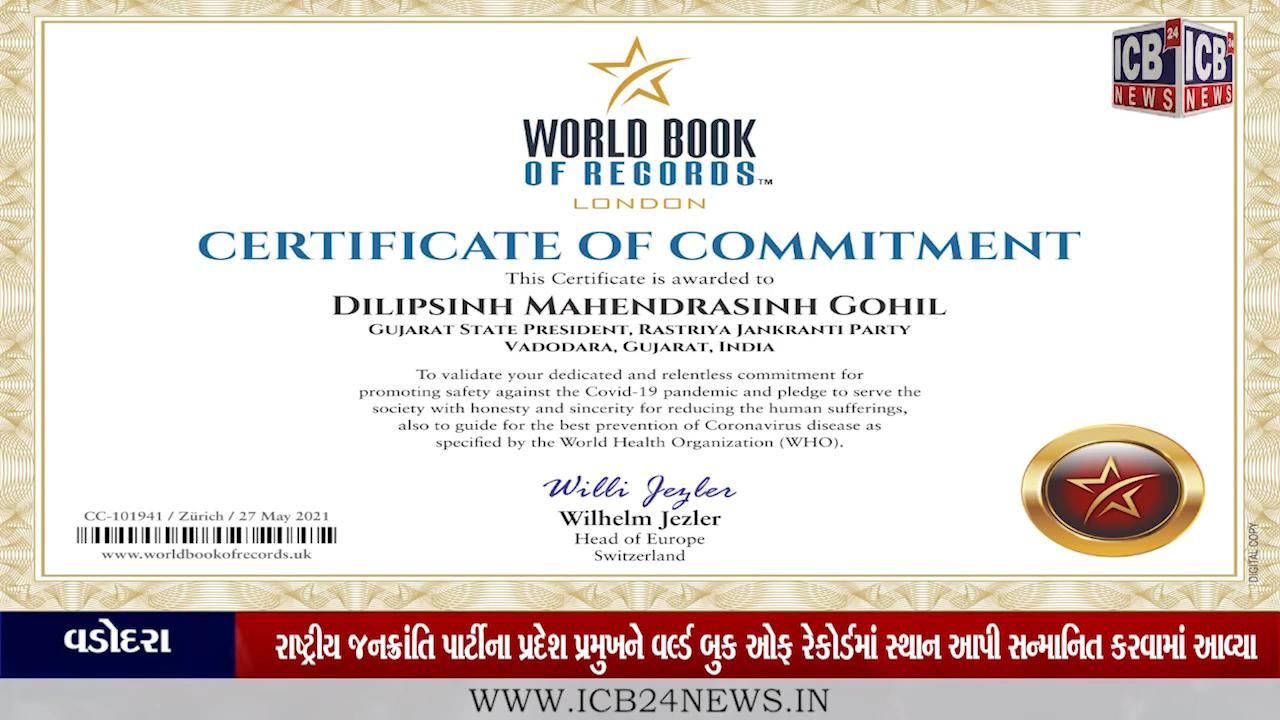 ICB 24 ICB 24
NEWS NEWS
WORLD BOOK
OF RECORDS™
LONDON
CERTIFICATE OF COMMITMENT
This Certificate is awarded to
DILIPSINH MAHENDRASINH GOHIL
GUJARAT STATE PRESIDENT, RASTRIYA JANKRANTI PARTY
VADODARA, GUJARAT, INDIA
To validate your dedicated and relentless commitment for
promoting safety against the Covid-19 pandemic and pledge to serve the
society with honesty and sincerity for reducing the human sufferings,
also to guide for the best prevention of Coronavirus disease as
specified by the World Health Organization (WHO).
Willi Jezler
Wilhelm Jezler
Head of Europe
Switzerland
CC-101941 / Zürich / 27 May 2021
www.worldbookofrecords.uk
DIGITAL COPY
વડોદરા
રાષ્ટ્રીય જનક્રાંતિ પાર્ટીના પ્રદેશ પ્રમુખને વર્લ્ડ બુક ઓફ રેકોર્ડમાં સ્થાન આપી સન્માનિત કરવામાં આવ્યા
WWW.ICB24NEWS.IN